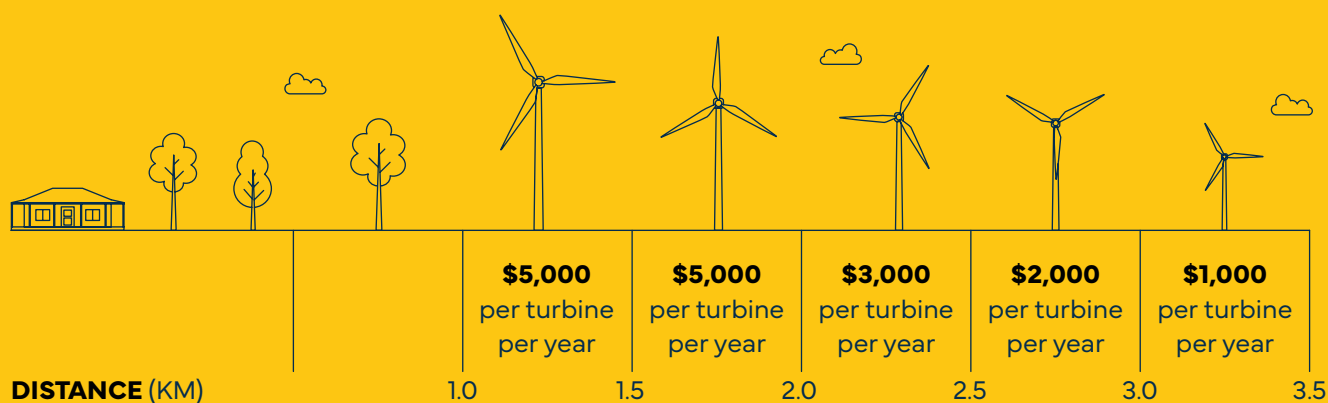 $5,000 $5,000 $3,000 $2,000 $1,000
per turbine per turbine per turbine per turbine per turbine
per year per year per year per year per year
DISTANCE (KM) 1.0 1.5 2.0 2.5 3.0 3.5